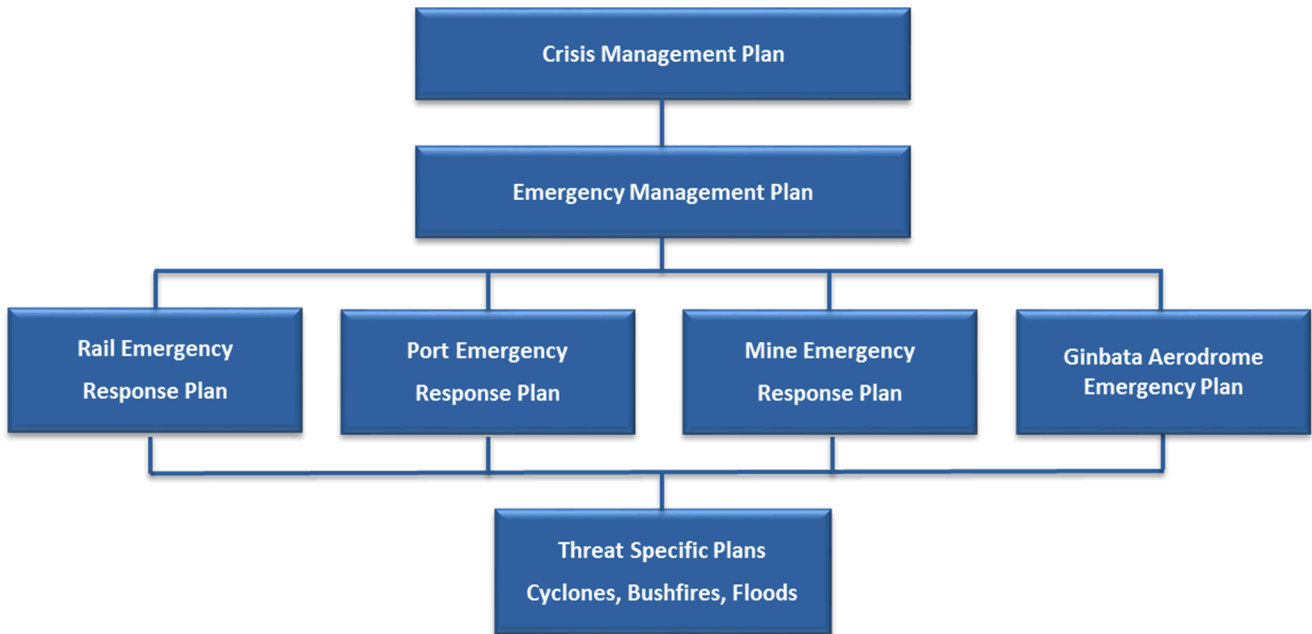 Crisis Management Plan
Emergency Management Plan
Rail Emergency
Response Plan
Port Emergency
Response Plan
Mine Emergency
Response Plan
Ginbata Aerodrome
Emergency Plan
Threat Specific Plans
Cyclones, Bushfires, Floods